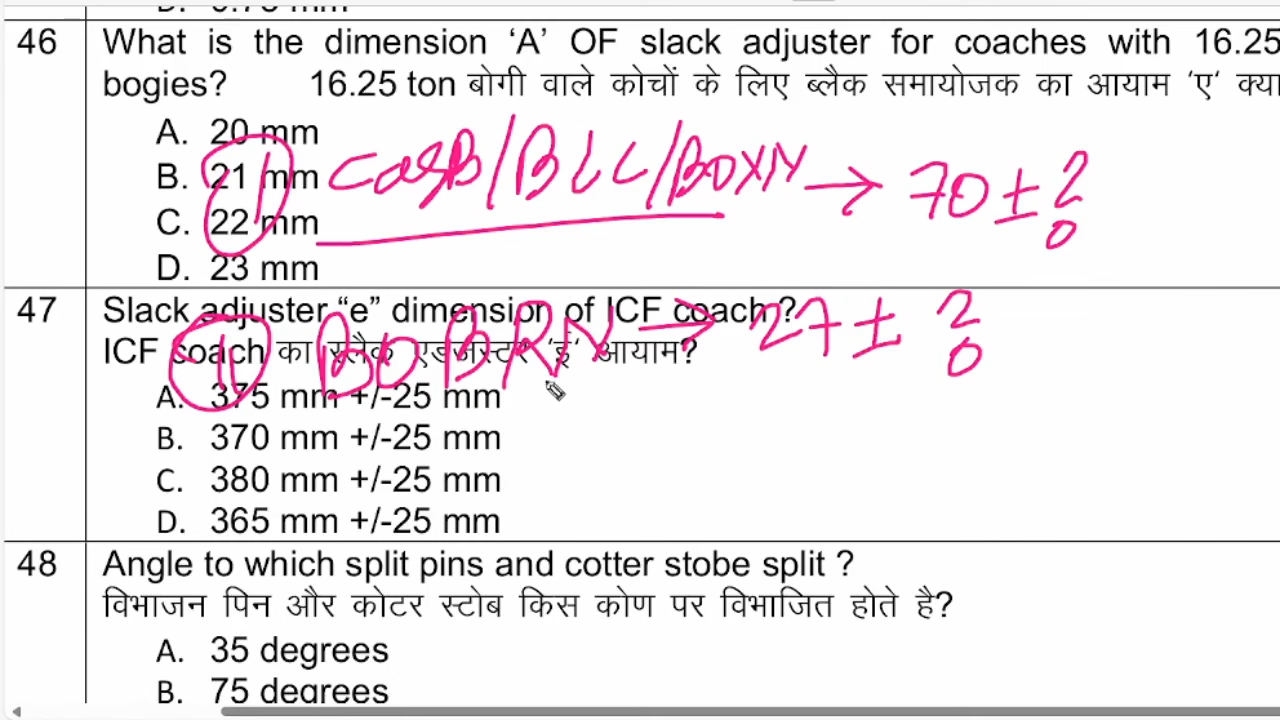 46 What is the dimension ‘A’ OF slack adjuster for coaches with 16.25
bogies? 16.25 ton बोगी वाले कोचों के लिए ब्लैक समायोजक का आयाम ‘ए‘ क्या
A. 20 mm
B. 21 mm
C. 22 mm
D. 23 mm
① CasB/BLC/BOXN → 70 ± 2 0
47 Slack adjuster “e” dimension of ICF coach?
ICF coach का स्लैक एडजस्टर ‘ई‘ आयाम?
⑪ BOBRN → 27 ± 2 0
A. 375 mm +/-25 mm
B. 370 mm +/-25 mm
C. 380 mm +/-25 mm
D. 365 mm +/-25 mm
48 Angle to which split pins and cotter stobe split ?
विभाजन पिन और कोटर स्टोब किस कोण पर विभाजित होते है?
A. 35 degrees
B. 75 degrees